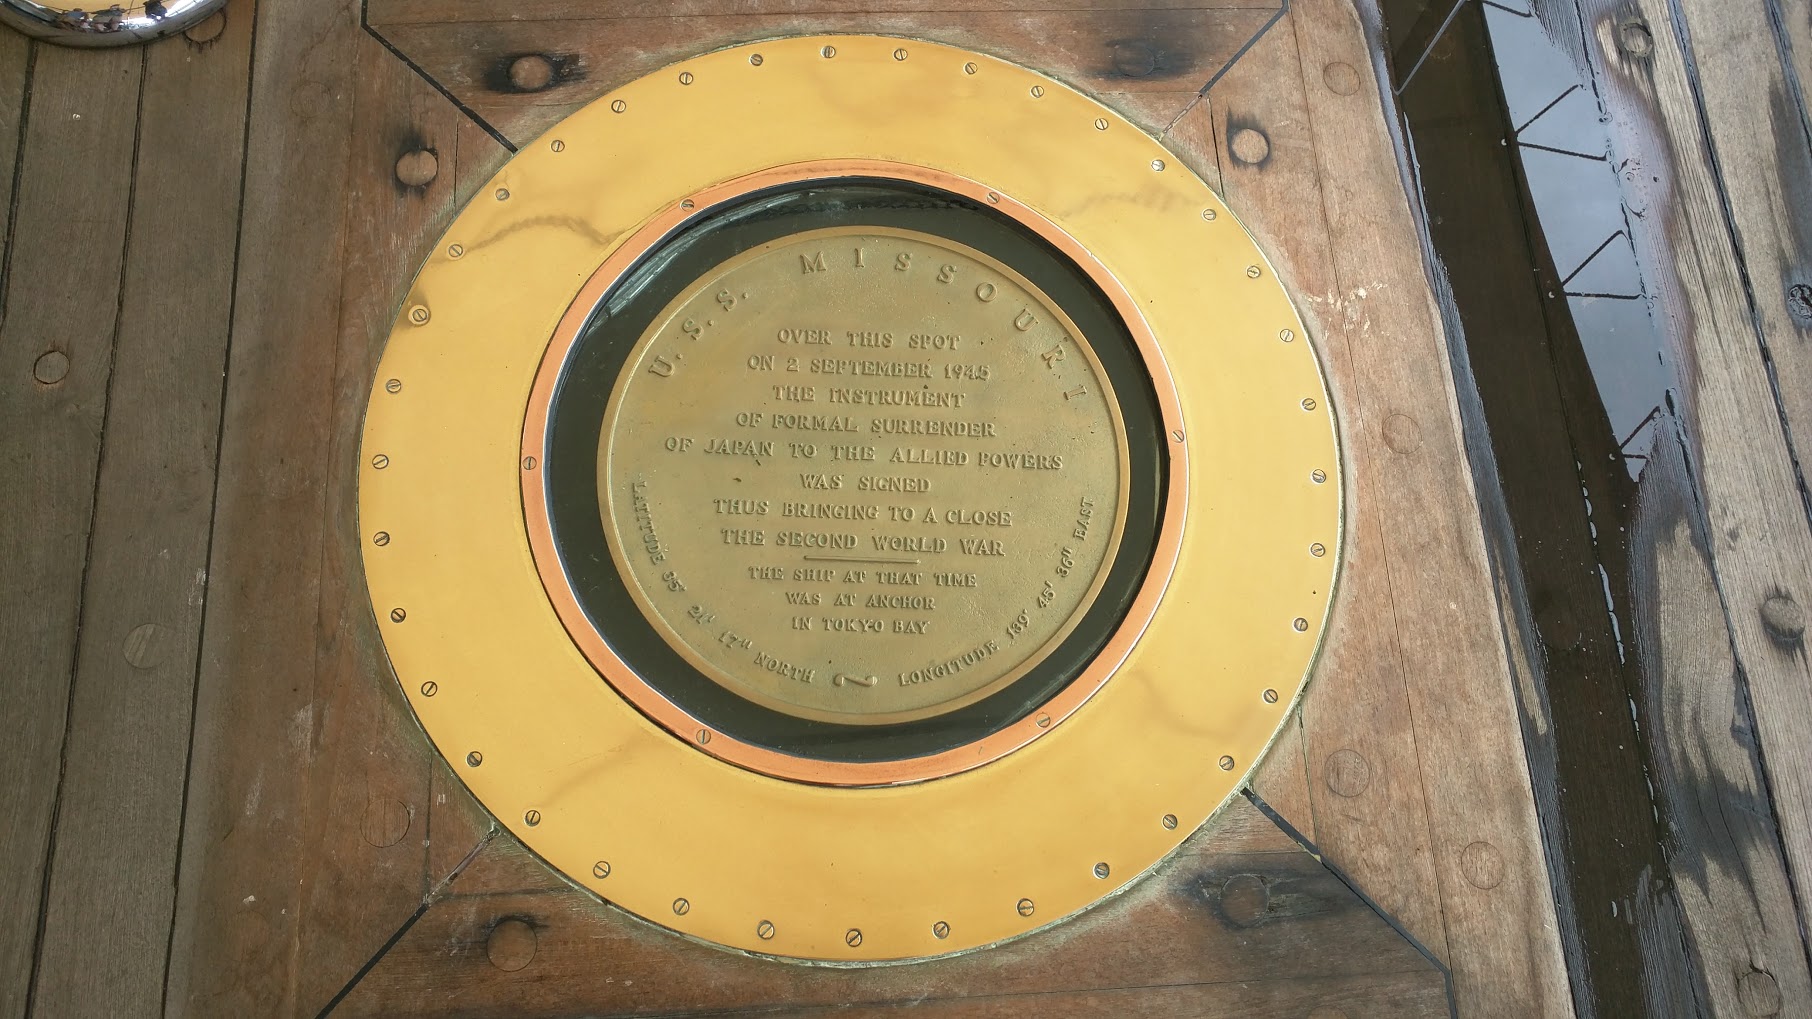 U. S. S. MISSOURI
OVER THIS SPOT
ON 2 SEPTEMBER 1945
THE INSTRUMENT
OF FORMAL SURRENDER
OF JAPAN TO THE ALLIED POWERS
WAS SIGNED
THUS BRINGING TO A CLOSE
THE SECOND WORLD WAR
THE SHIP AT THAT TIME
WAS AT ANCHOR
IN TOKYO BAY
LATITUDE 35° 21' 17" NORTH - LONGITUDE 139° 45' 36" EAST